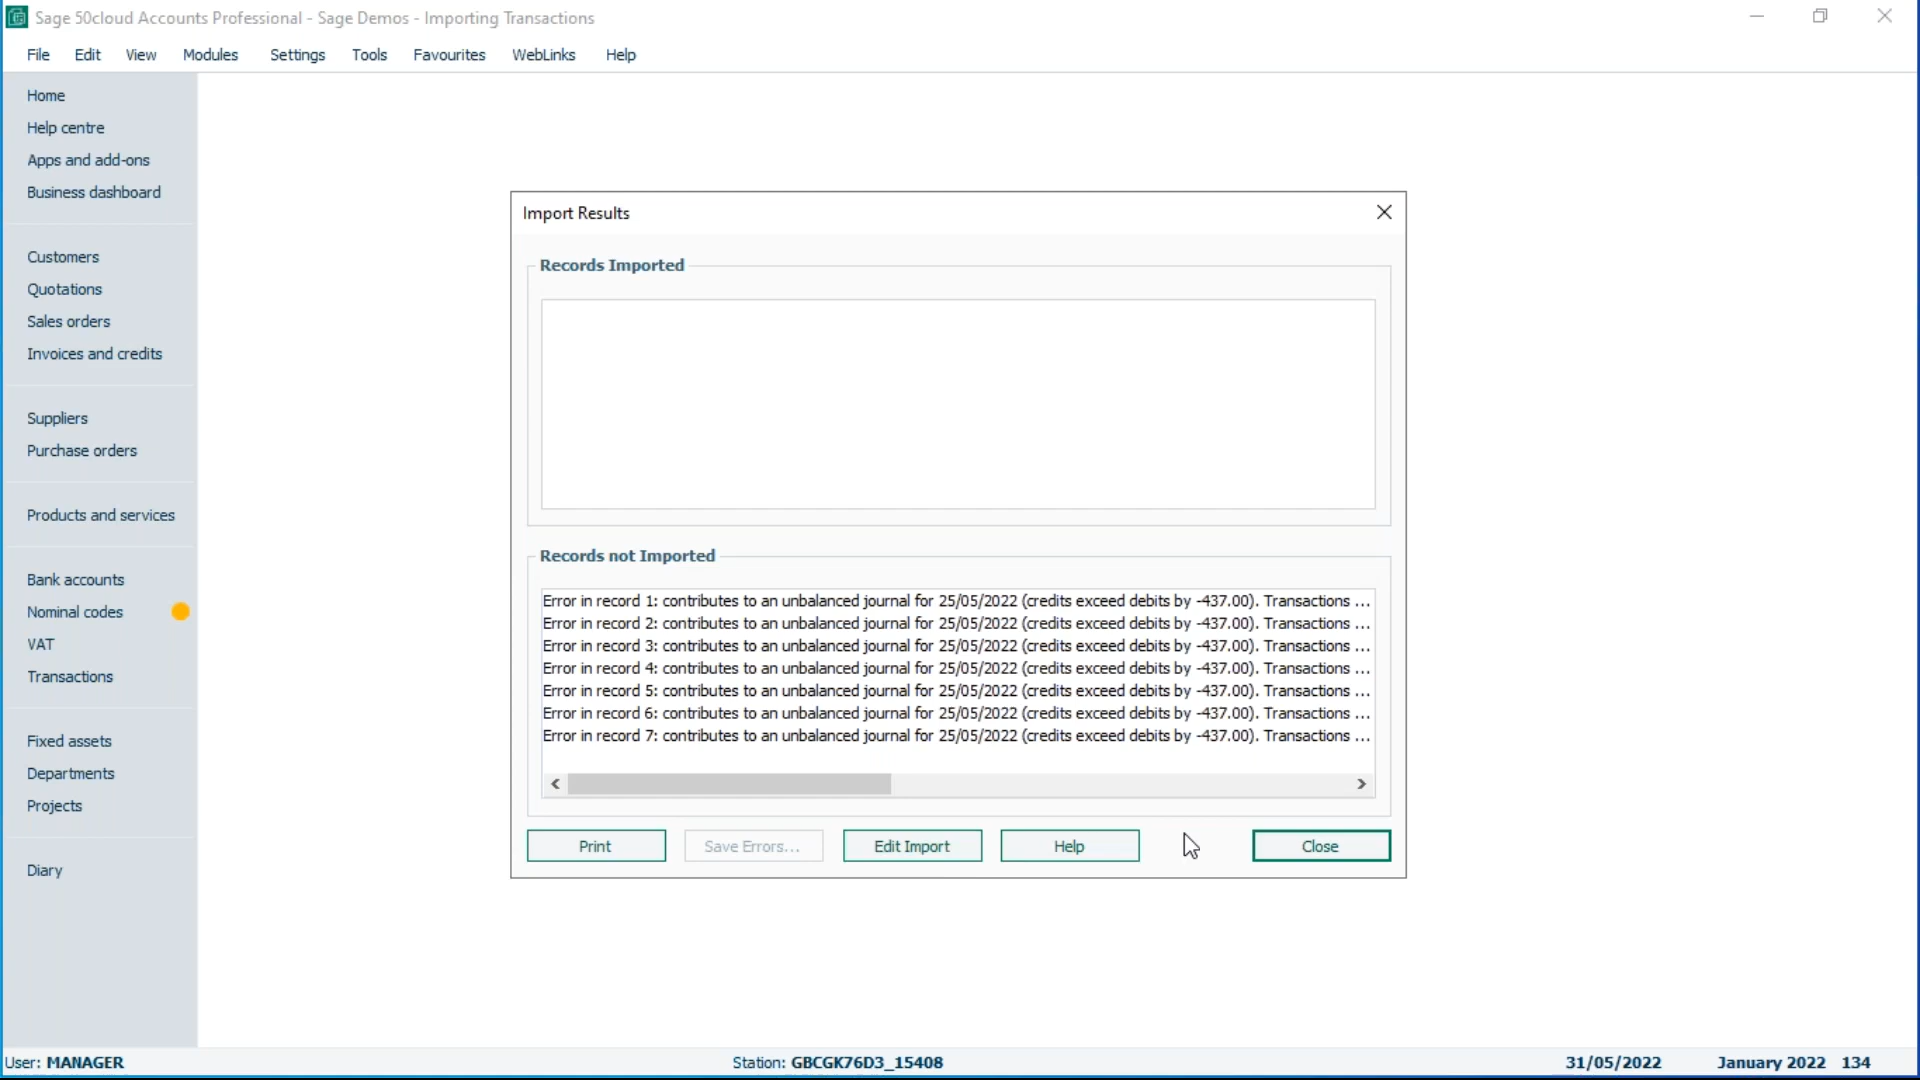 Sage 50cloud Accounts Professional - Sage Demos - Importing Transactions
File Edit View Modules Settings Tools Favourites WebLinks Help
Home
Help centre
Apps and add-ons
Business dashboard
Customers
Quotations
Sales orders
Invoices and credits
Suppliers
Purchase orders
Products and services
Bank accounts
Nominal codes
VAT
Transactions
Fixed assets
Departments
Projects
Diary
Import Results
Records Imported
Records not Imported
Error in record 1: contributes to an unbalanced journal for 25/05/2022 (credits exceed debits by -437.00). Transactions ...
Error in record 2: contributes to an unbalanced journal for 25/05/2022 (credits exceed debits by -437.00). Transactions ...
Error in record 3: contributes to an unbalanced journal for 25/05/2022 (credits exceed debits by -437.00). Transactions ...
Error in record 4: contributes to an unbalanced journal for 25/05/2022 (credits exceed debits by -437.00). Transactions ...
Error in record 5: contributes to an unbalanced journal for 25/05/2022 (credits exceed debits by -437.00). Transactions ...
Error in record 6: contributes to an unbalanced journal for 25/05/2022 (credits exceed debits by -437.00). Transactions ...
Error in record 7: contributes to an unbalanced journal for 25/05/2022 (credits exceed debits by -437.00). Transactions ...
Print Save Errors... Edit Import Help Close
User: MANAGER Station: GBCGK76D3_15408 31/05/2022 January 2022 134